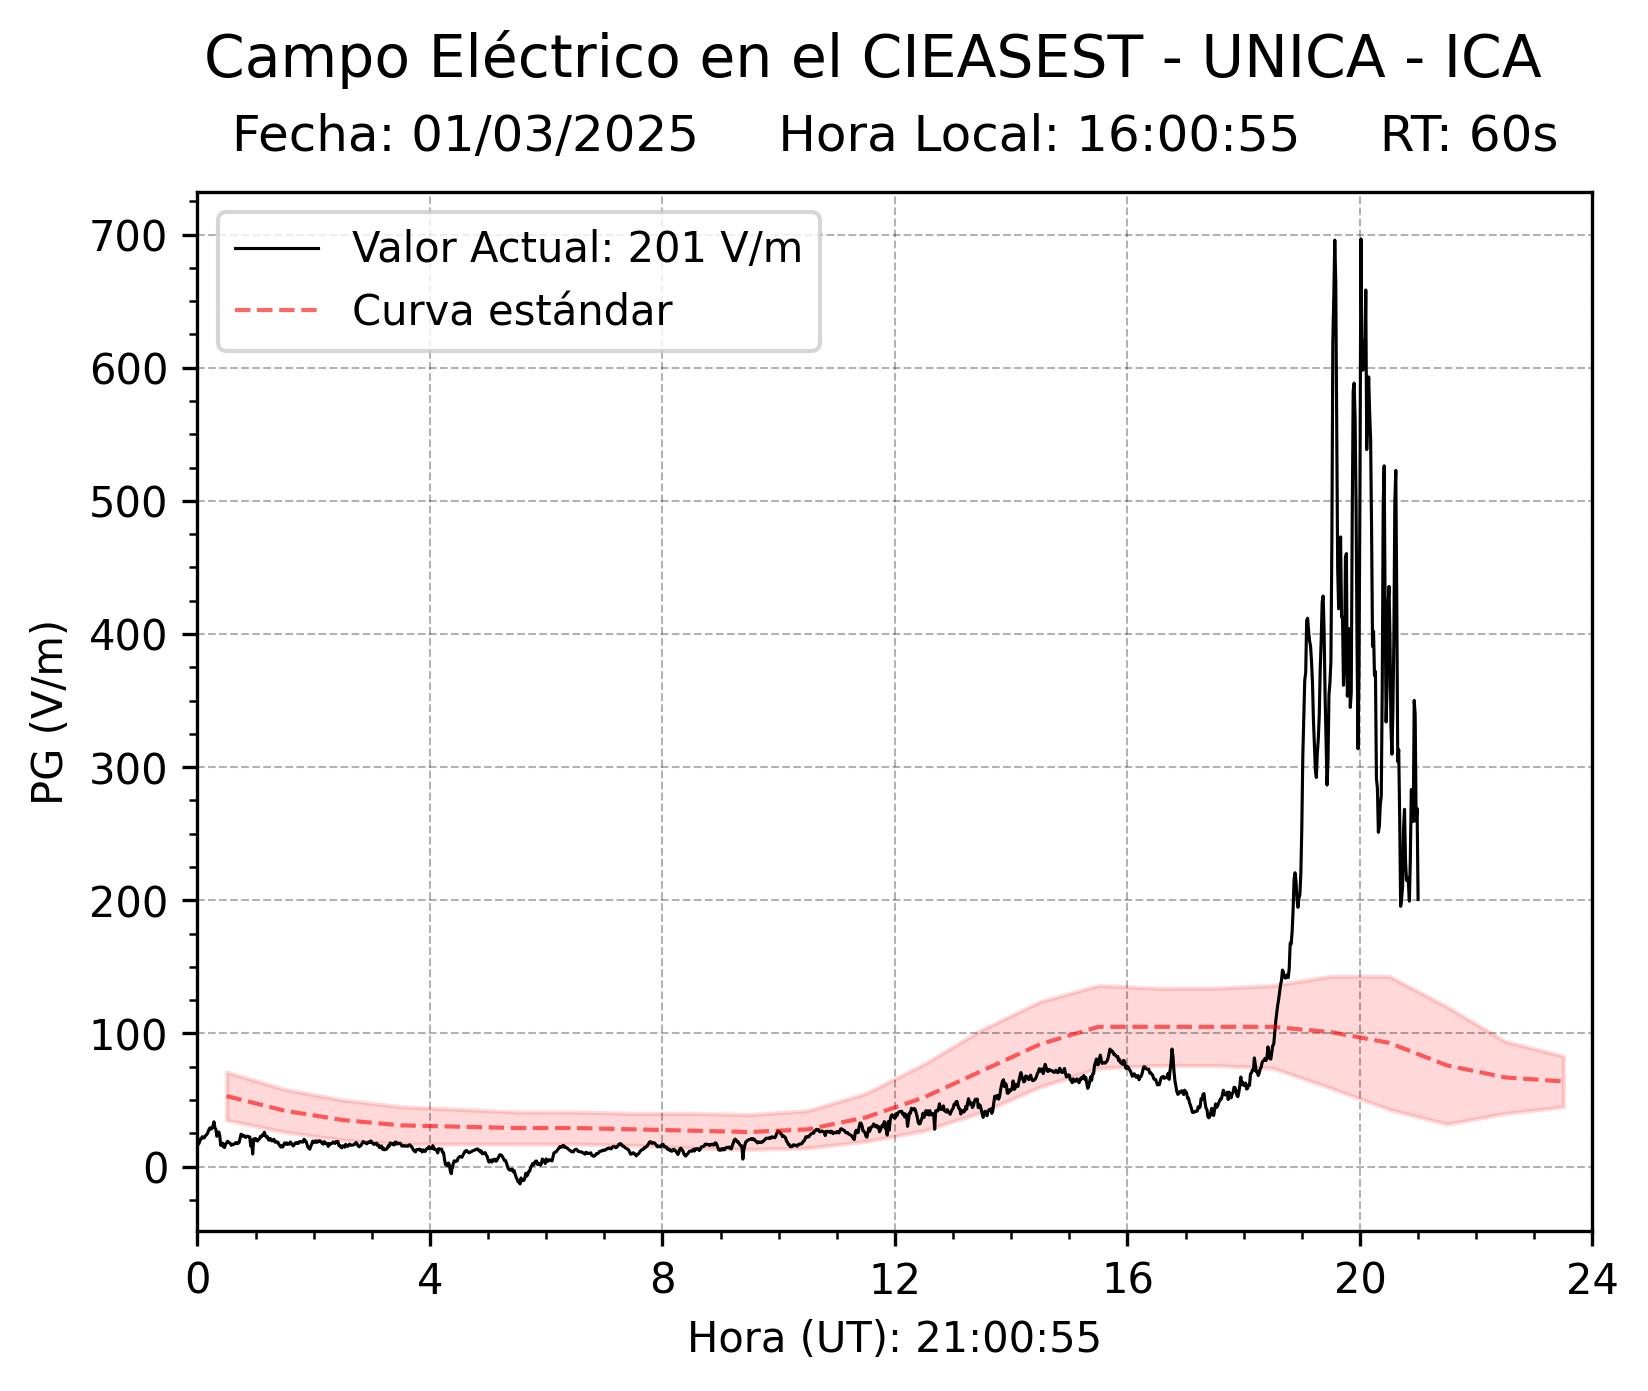 Campo Eléctrico en el CIEASEST - UNICA - ICA
Fecha: 01/03/2025 Hora Local: 16:00:55 RT: 60s
Valor Actual: 201 V/m
Curva estándar
PG (V/m)
700
600
500
400
300
200
100
0
0 4 8 12 16 20 24
Hora (UT): 21:00:55